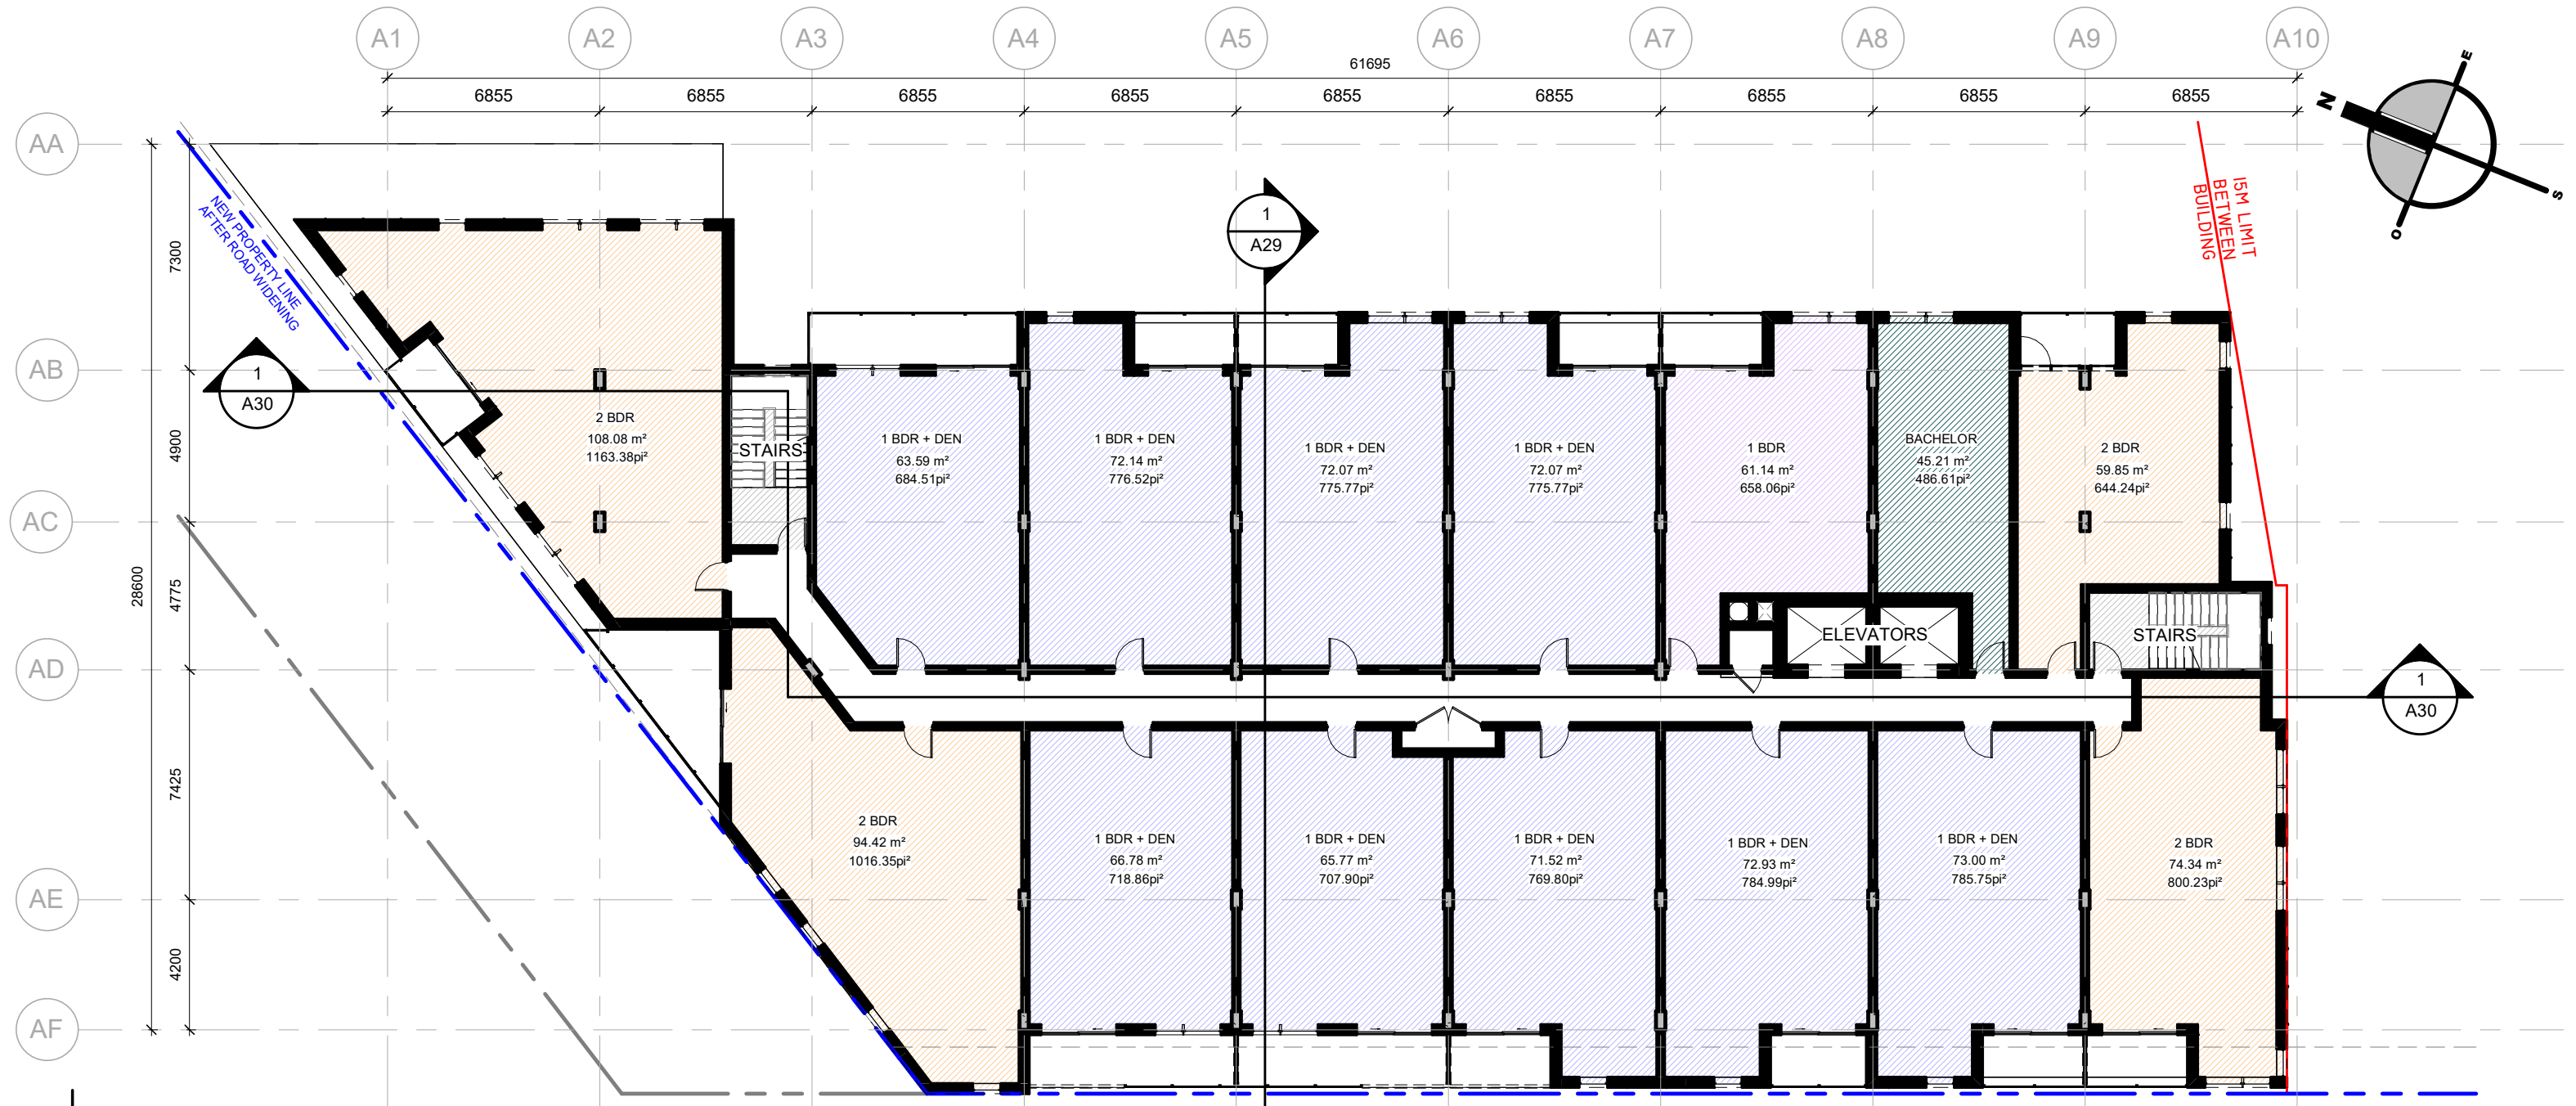 A1 A2 A3 A4 A5 A6 A7 A8 A9 A10
61695
6855 6855 6855 6855 6855 6855 6855 6855 6855
N
E
S
O
AA
AB
AC
AD
AE
AF
28600
7300
4900
4775
7425
4200
NEW PROPERTY LINE
AFTER ROAD WIDENING
15M LIMIT
BETWEEN
BUILDING
1
A29
1
A30
1
A30
2 BDR
108.08 m²
1163.38pi²
STAIRS
1 BDR + DEN
63.59 m²
684.51pi²
1 BDR + DEN
72.14 m²
776.52pi²
1 BDR + DEN
72.07 m²
775.77pi²
1 BDR + DEN
72.07 m²
775.77pi²
1 BDR
61.14 m²
658.06pi²
BACHELOR
45.21 m²
486.61pi²
2 BDR
59.85 m²
644.24pi²
ELEVATORS
STAIRS
2 BDR
94.42 m²
1016.35pi²
1 BDR + DEN
66.78 m²
718.86pi²
1 BDR + DEN
65.77 m²
707.90pi²
1 BDR + DEN
71.52 m²
769.80pi²
1 BDR + DEN
72.93 m²
784.99pi²
1 BDR + DEN
73.00 m²
785.75pi²
2 BDR
74.34 m²
800.23pi²